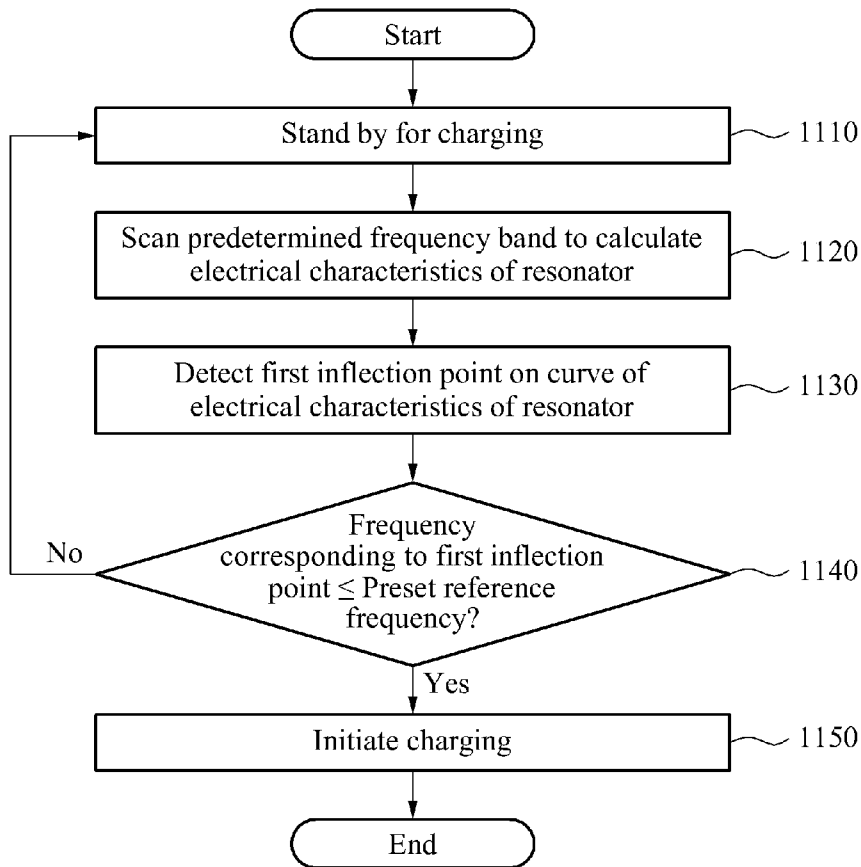 Start
Stand by for charging
1110
Scan predetermined frequency band to calculate
electrical characteristics of resonator
1120
Detect first inflection point on curve of
electrical characteristics of resonator
1130
Frequency
corresponding to first inflection
point ≤ Preset reference
frequency?
1140
No
Yes
Initiate charging
1150
End